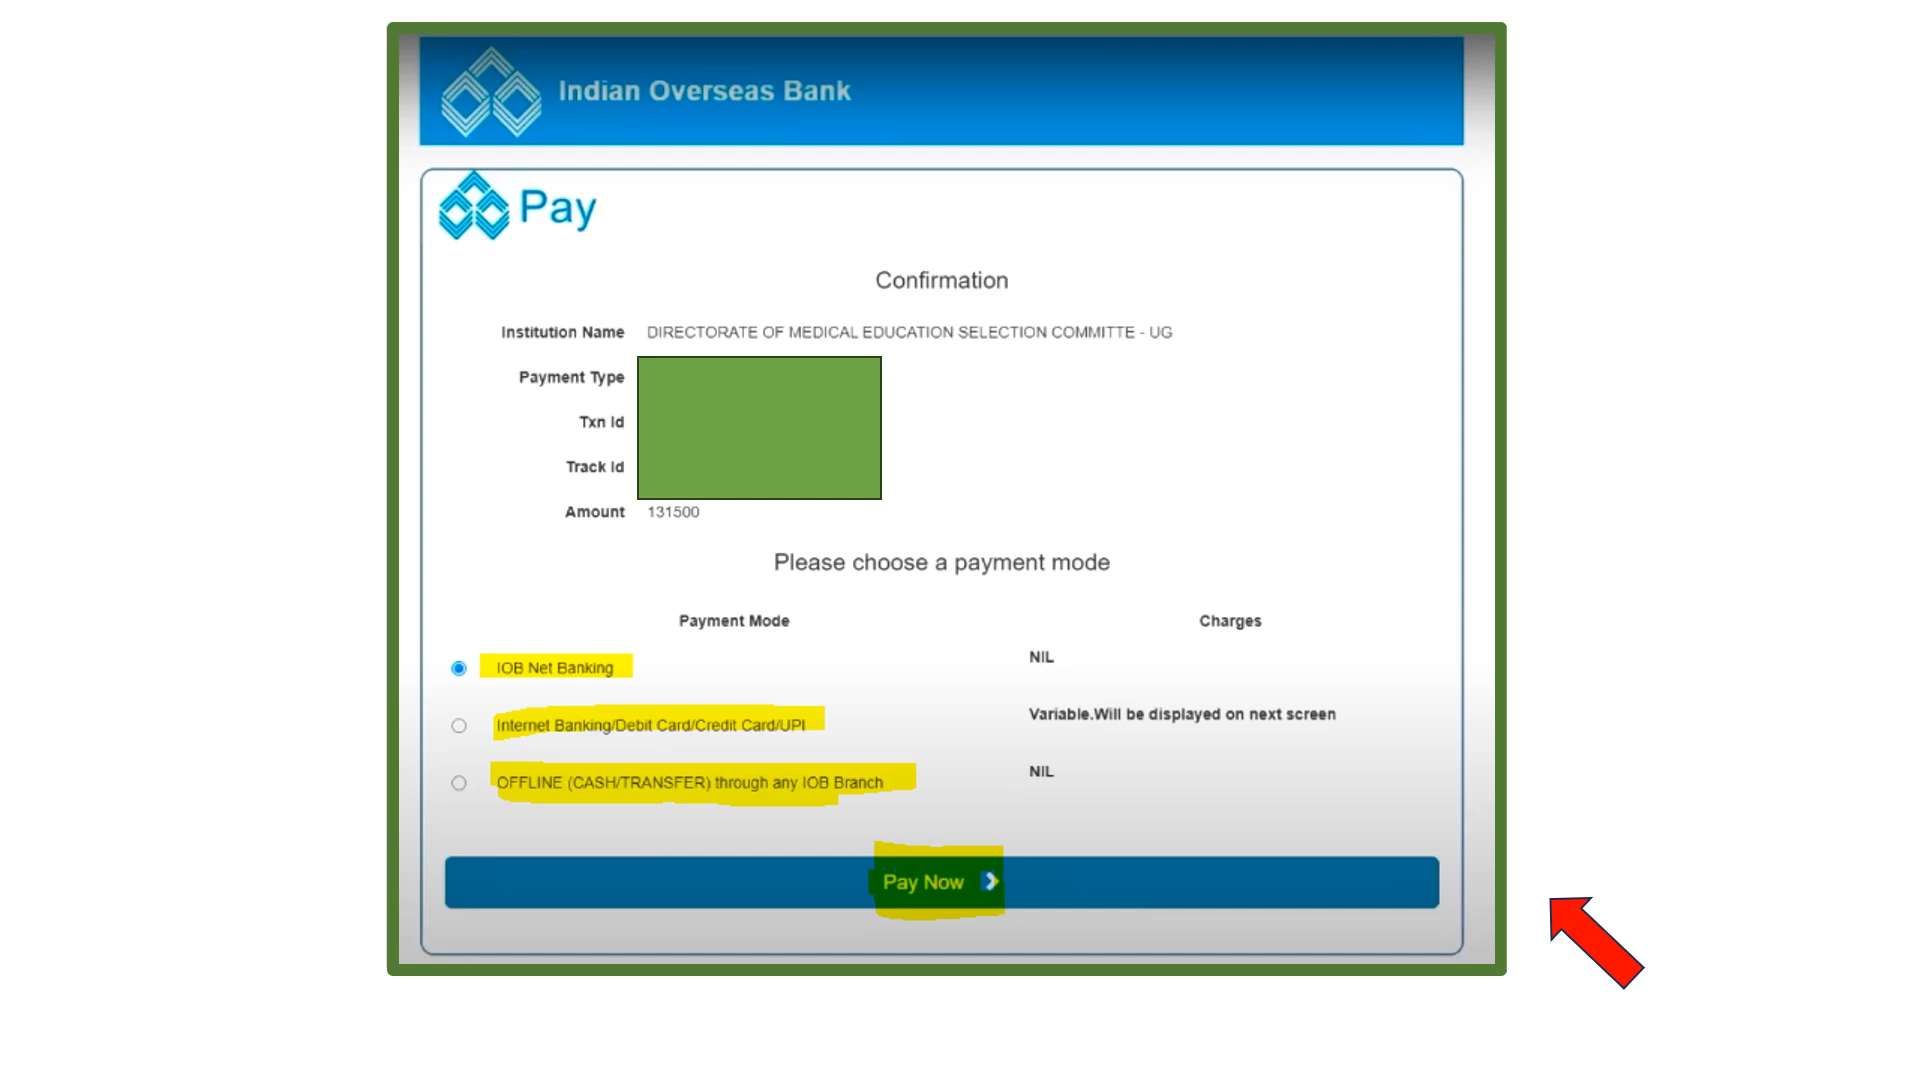 Indian Overseas Bank
Pay
Confirmation
Institution Name DIRECTORATE OF MEDICAL EDUCATION SELECTION COMMITTE - UG
Payment Type
Txn Id
Track Id
Amount 131500
Please choose a payment mode
Payment Mode Charges
IOB Net Banking NIL
Internet Banking/Debit Card/Credit Card/UPI Variable.Will be displayed on next screen
OFFLINE (CASH/TRANSFER) through any IOB Branch NIL
Pay Now